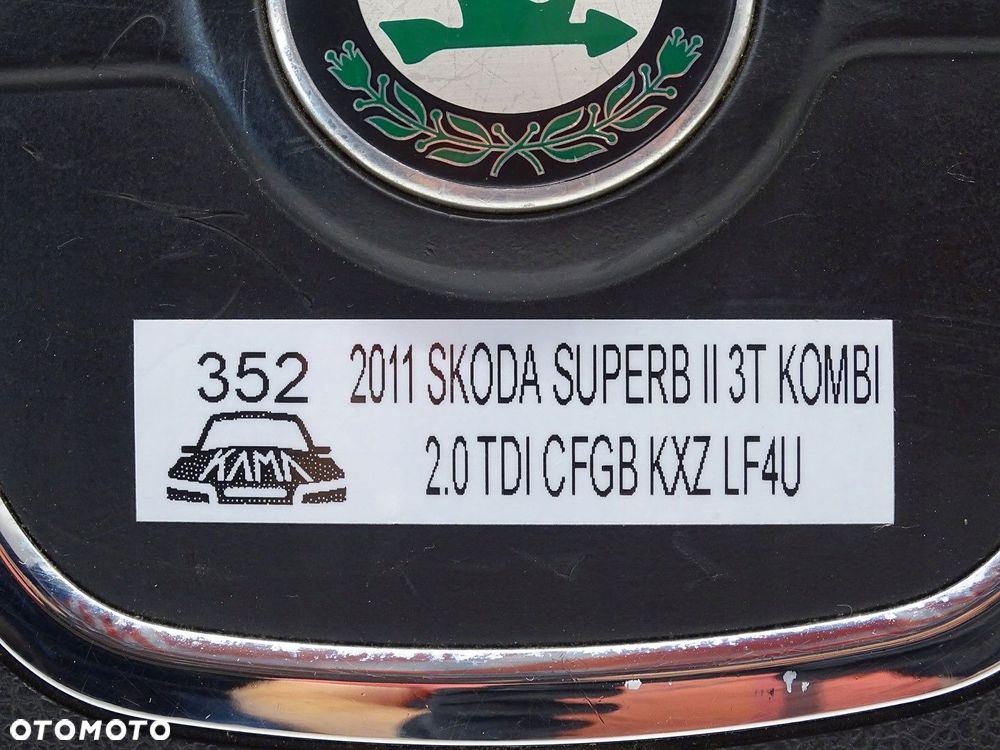 352
2011 SKODA SUPERB II 3T KOMBI
2.0 TDI CFGB KXZ LF4U
KAMA
OTOMOTO